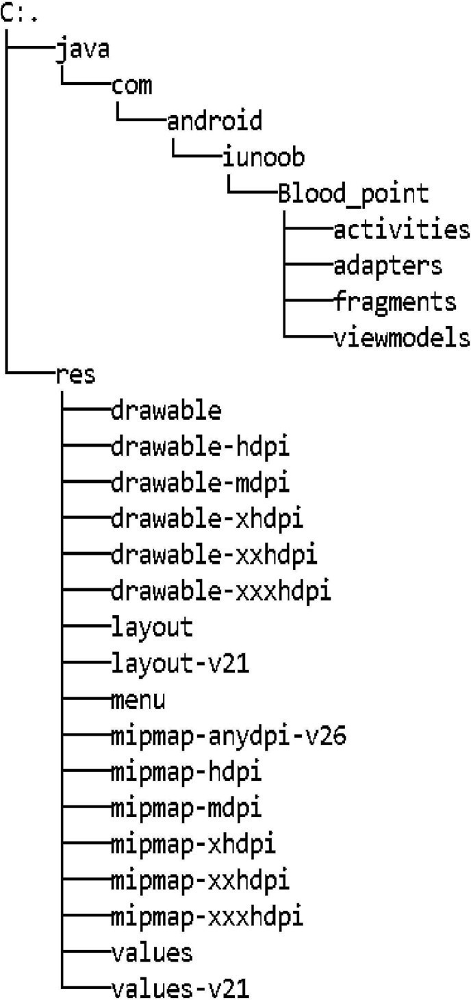 C:.
java
com
android
iunoob
Blood_point
activities
adapters
fragments
viewmodels
res
drawable
drawable-hdpi
drawable-mdpi
drawable-xhdpi
drawable-xxhdpi
drawable-xxxhdpi
layout
layout-v21
menu
mipmap-anydpi-v26
mipmap-hdpi
mipmap-mdpi
mipmap-xhdpi
mipmap-xxhdpi
mipmap-xxxhdpi
values
values-v21